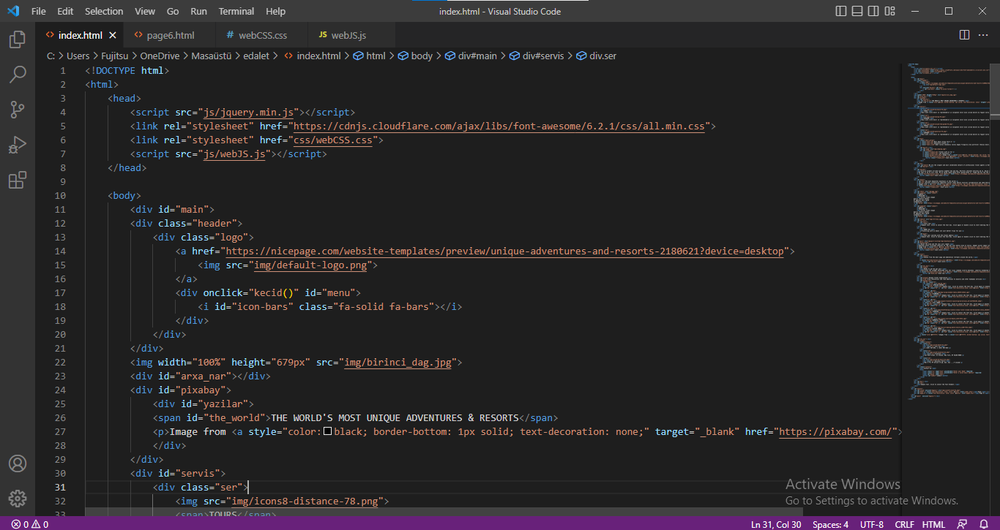 File Edit Selection View Go Run Terminal Help
index.html - Visual Studio Code
index.html
page6.html
# webCSS.css
JS webJS.js
C: > Users > Fujitsu > OneDrive > Masaüstü > edalet > index.html > html > body > div#main > div#servis > div.ser
1 <!DOCTYPE html>
2 <html>
3 <head>
4 <script src="js/jquery.min.js"></script>
5 <link rel="stylesheet" href="https://cdnjs.cloudflare.com/ajax/libs/font-awesome/6.2.1/css/all.min.css">
6 <link rel="stylesheet" href="css/webCSS.css">
7 <script src="js/webJS.js"></script>
8 </head>
9
10 <body>
11 <div id="main">
12 <div class="header">
13 <div class="logo">
14 <a href="https://nicepage.com/website-templates/preview/unique-adventures-and-resorts-2180621?device=desktop">
15 <img src="img/default-logo.png">
16 </a>
17 <div onclick="kecid()" id="menu">
18 <i id="icon-bars" class="fa-solid fa-bars"></i>
19 </div>
20 </div>
21 </div>
22 <img width="100%" height="679px" src="img/birinci_dag.jpg">
23 <div id="arxa_nar"></div>
24 <div id="pixabay">
25 <div id="yazilar">
26 <span id="the_world">THE WORLD'S MOST UNIQUE ADVENTURES & RESORTS</span>
27 <p>Image from <a style="color:black; border-bottom: 1px solid; text-decoration: none;" target="_blank" href="https://pixabay.com/">
28 </div>
29 </div>
30 <div id="servis">
31 <div class="ser">
32 <img src="img/icons8-distance-78.png">
33 <span>TOURS</span>
Activate Windows
Go to Settings to activate Windows.
0 0
Ln 31, Col 30 Spaces: 4 UTF-8 CRLF HTML